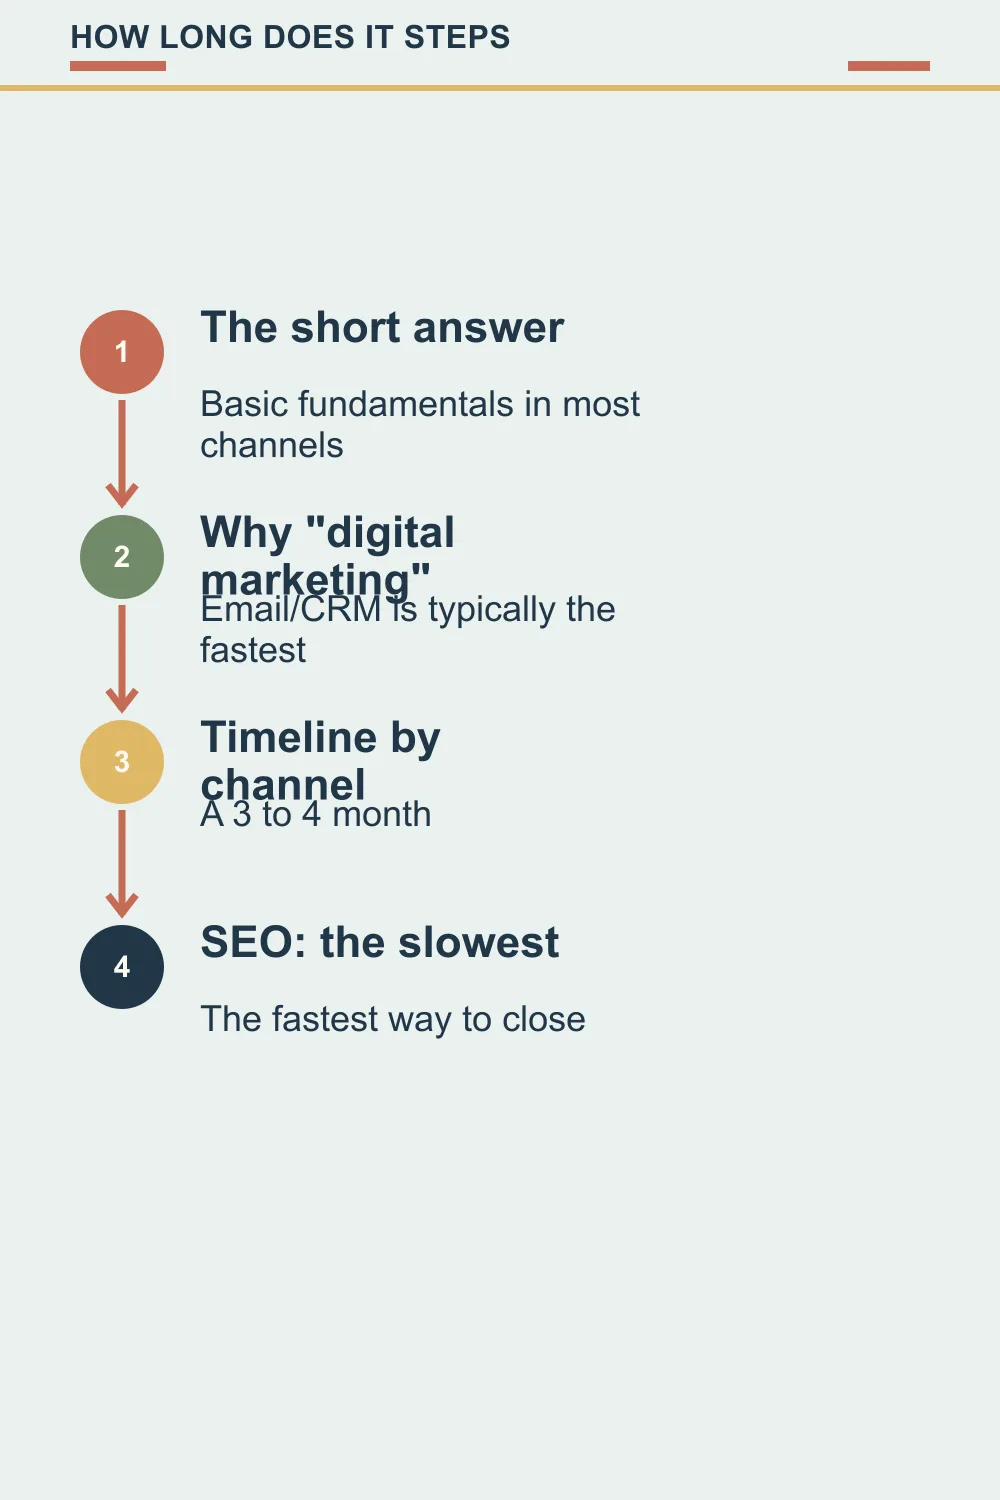 HOW LONG DOES IT STEPS
1
The short answer
Basic fundamentals in most
channels
2
Why "digital
marketing"
Email/CRM is typically the
fastest
3
Timeline by
channel
A 3 to 4 month
4
SEO: the slowest
The fastest way to close